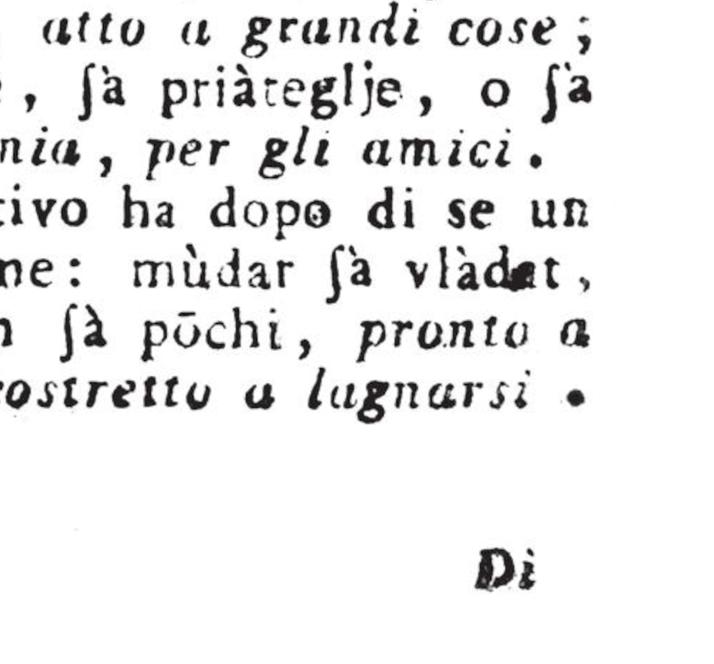 atto a grandi cose;
, ſà priàteglje, o ſà
nia, per gli amici.
tivo ha dopo di se un
ne: mùdar ſà vlàdat,
ſà pōchi, pronto a
costretto a lagnarsi.
Di